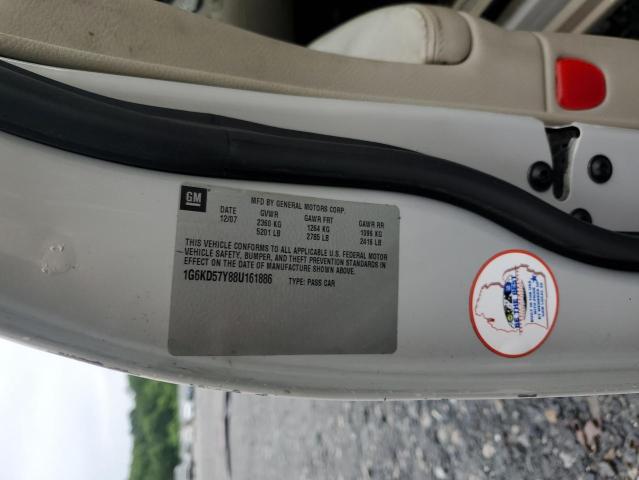 GM
MFD BY GENERAL MOTORS CORP.
DATE GVWR GAWR FRT GAWR RR
12/07 2360 KG 1264 KG 1096 KG
5201 LB 2785 LB 2416 LB
THIS VEHICLE CONFORMS TO ALL APPLICABLE U.S. FEDERAL MOTOR
VEHICLE SAFETY, BUMPER, AND THEFT PREVENTION STANDARDS IN
EFFECT ON THE DATE OF MANUFACTURE SHOWN ABOVE.
1G6KD57Y88U161886 TYPE: PASS CAR